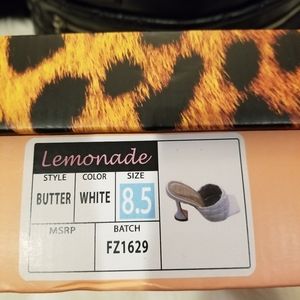 Lemonade
STYLE COLOR SIZE
BUTTER WHITE 8.5
MSRP BATCH
FZ1629